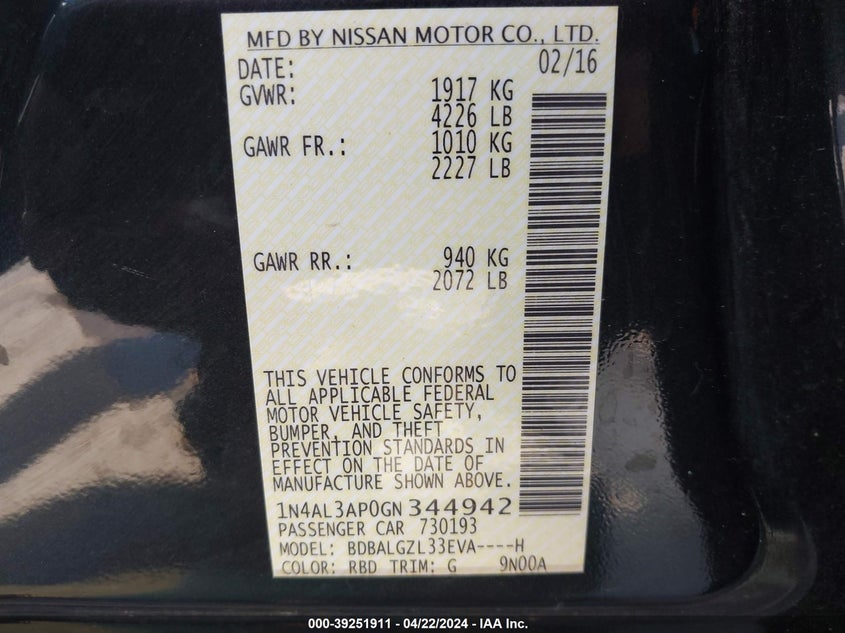 MFD BY NISSAN MOTOR CO., LTD.
DATE: 02/16
GVWR: 1917 KG
4226 LB
GAWR FR.: 1010 KG
2227 LB
GAWR RR.: 940 KG
2072 LB
THIS VEHICLE CONFORMS TO
ALL APPLICABLE FEDERAL
MOTOR VEHICLE SAFETY,
BUMPER, AND THEFT
PREVENTION STANDARDS IN
EFFECT ON THE DATE OF
MANUFACTURE SHOWN ABOVE.
1N4AL3AP0GN 344942
PASSENGER CAR 730193
MODEL: BDBALGZL33EVA----H
COLOR: RBD TRIM: G 9N00A
000-39251911 - 04/22/2024 - IAA Inc.